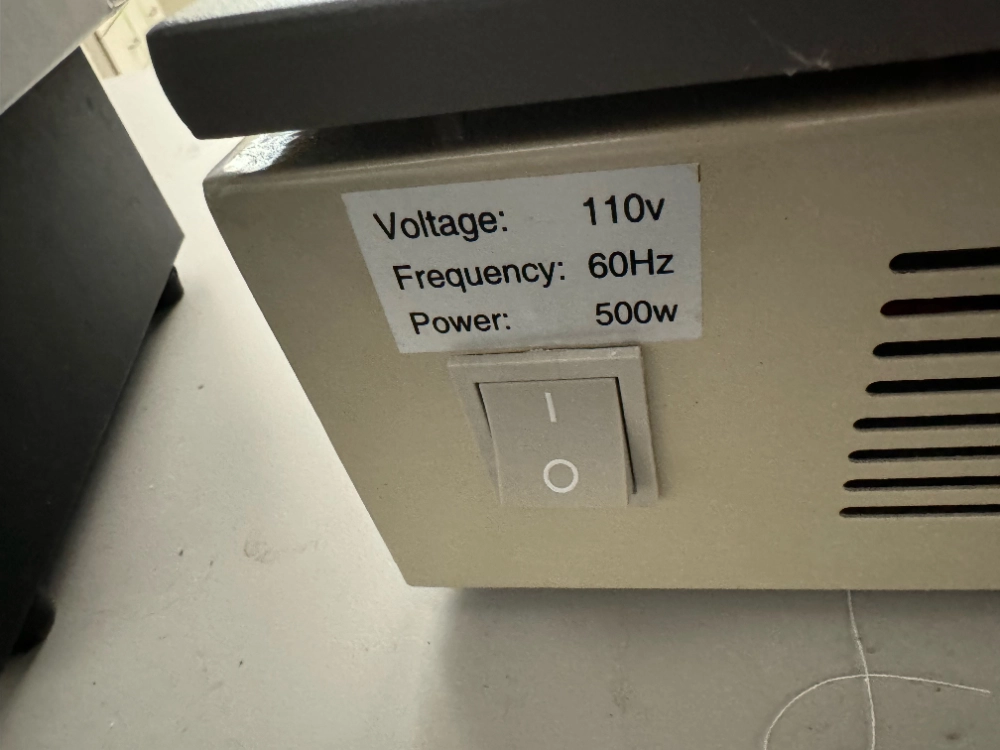 Voltage: 110v
Frequency: 60Hz
Power: 500w
I
O